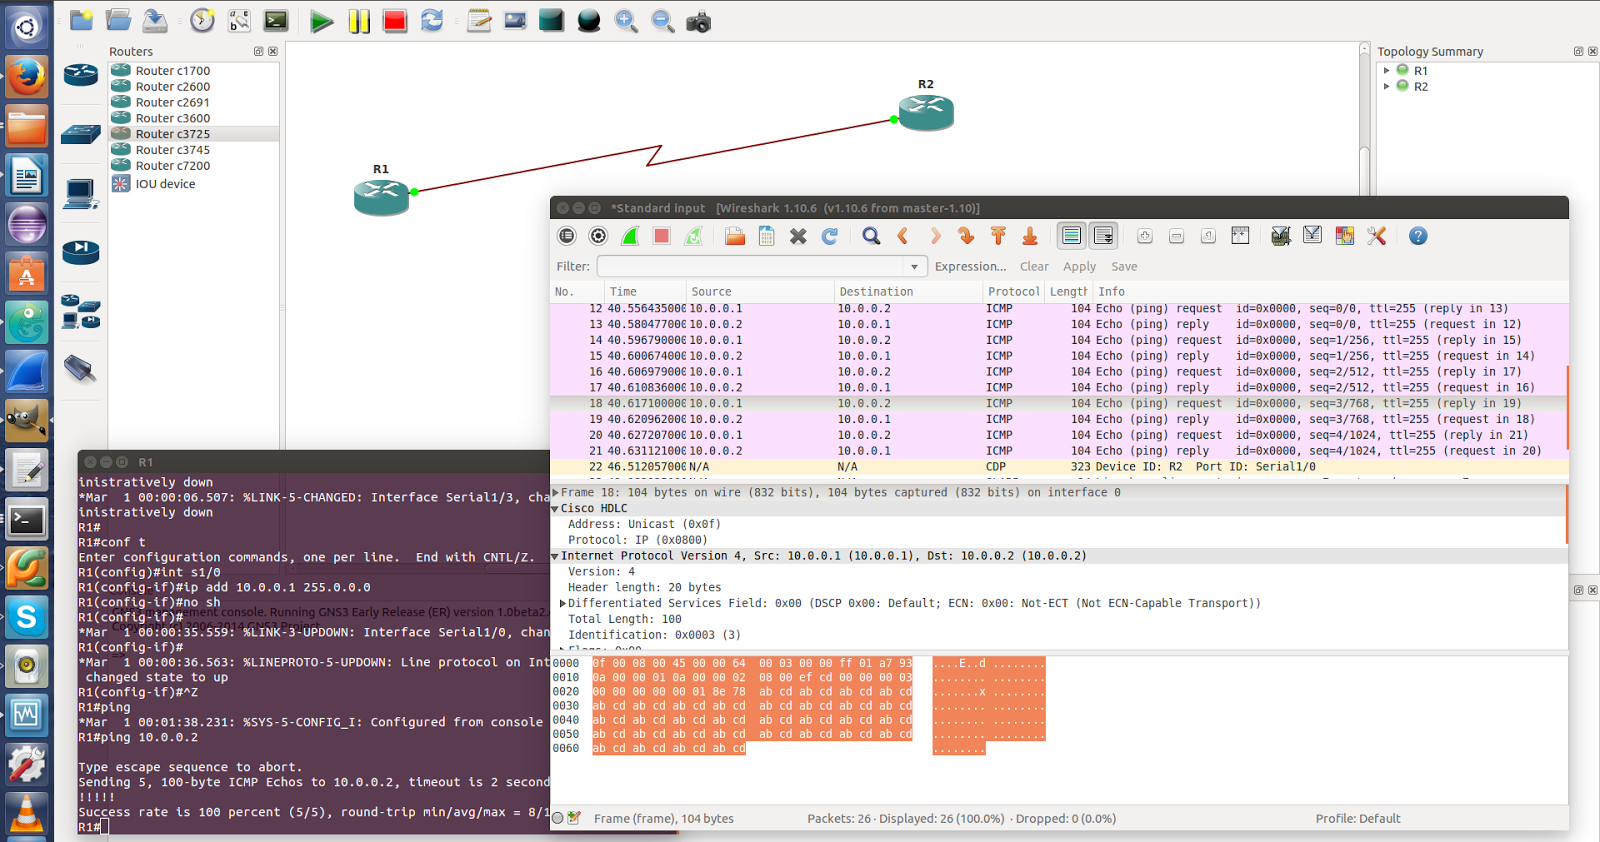 Routers
Router c1700
Router c2600
Router c2691
Router c3600
Router c3725
Router c3745
Router c7200
IOU device
R1
R2
Topology Summary
R1
R2
*Standard input [Wireshark 1.10.6 (v1.10.6 from master-1.10)]
Filter: Expression... Clear Apply Save
No. Time Source Destination Protocol Length Info
12 40.556435000 10.0.0.1 10.0.0.2 ICMP 104 Echo (ping) request id=0x0000, seq=0/0, ttl=255 (reply in 13)
13 40.580477000 10.0.0.2 10.0.0.1 ICMP 104 Echo (ping) reply id=0x0000, seq=0/0, ttl=255 (request in 12)
14 40.596790000 10.0.0.1 10.0.0.2 ICMP 104 Echo (ping) request id=0x0000, seq=1/256, ttl=255 (reply in 15)
15 40.600674000 10.0.0.2 10.0.0.1 ICMP 104 Echo (ping) reply id=0x0000, seq=1/256, ttl=255 (request in 14)
16 40.606979000 10.0.0.1 10.0.0.2 ICMP 104 Echo (ping) request id=0x0000, seq=2/512, ttl=255 (reply in 17)
17 40.610836000 10.0.0.2 10.0.0.1 ICMP 104 Echo (ping) reply id=0x0000, seq=2/512, ttl=255 (request in 16)
18 40.617100000 10.0.0.1 10.0.0.2 ICMP 104 Echo (ping) request id=0x0000, seq=3/768, ttl=255 (reply in 19)
19 40.620962000 10.0.0.2 10.0.0.1 ICMP 104 Echo (ping) reply id=0x0000, seq=3/768, ttl=255 (request in 18)
20 40.627207000 10.0.0.1 10.0.0.2 ICMP 104 Echo (ping) request id=0x0000, seq=4/1024, ttl=255 (reply in 21)
21 40.631121000 10.0.0.2 10.0.0.1 ICMP 104 Echo (ping) reply id=0x0000, seq=4/1024, ttl=255 (request in 20)
22 46.512057000 N/A N/A CDP 323 Device ID: R2 Port ID: Serial1/0
Frame 18: 104 bytes on wire (832 bits), 104 bytes captured (832 bits) on interface 0
Cisco HDLC
Address: Unicast (0x0f)
Protocol: IP (0x0800)
Internet Protocol Version 4, Src: 10.0.0.1 (10.0.0.1), Dst: 10.0.0.2 (10.0.0.2)
Version: 4
Header length: 20 bytes
Differentiated Services Field: 0x00 (DSCP 0x00: Default; ECN: 0x00: Not-ECT (Not ECN-Capable Transport))
Total Length: 100
Identification: 0x0003 (3)
Flags: 0x00
0000 0f 00 08 00 45 00 00 64 00 03 00 00 ff 01 a7 93 ....E..d ........
0010 0a 00 00 01 0a 00 00 02 08 00 ef cd 00 00 00 03 ........ ........
0020 00 00 00 00 00 01 8e 78 ab cd ab cd ab cd ab cd .......x ........
0030 ab cd ab cd ab cd ab cd ab cd ab cd ab cd ab cd ........ ........
0040 ab cd ab cd ab cd ab cd ab cd ab cd ab cd ab cd ........ ........
0050 ab cd ab cd ab cd ab cd ab cd ab cd ab cd ab cd ........ ........
0060 ab cd ab cd ab cd ab cd ........
Frame (frame), 104 bytes Packets: 26 · Displayed: 26 (100.0%) · Dropped: 0 (0.0%) Profile: Default
R1
inistratively down
*Mar 1 00:00:06.507: %LINK-5-CHANGED: Interface Serial1/3, chan
inistratively down
R1#
R1#conf t
Enter configuration commands, one per line. End with CNTL/Z.
R1(config)#int s1/0
R1(config-if)#ip add 10.0.0.1 255.0.0.0
R1(config-if)#no sh
GNS3 management console. Running GNS3 Early Release (ER) version 1.0beta2.
R1(config-if)#
Copyright (c) 2006-2014 GNS3 Project.
*Mar 1 00:00:35.559: %LINK-3-UPDOWN: Interface Serial1/0, chan
R1(config-if)#
=>
*Mar 1 00:00:36.563: %LINEPROTO-5-UPDOWN: Line protocol on Int
changed state to up
R1(config-if)#^Z
R1#ping
*Mar 1 00:01:38.231: %SYS-5-CONFIG_I: Configured from console
R1#ping 10.0.0.2
Type escape sequence to abort.
Sending 5, 100-byte ICMP Echos to 10.0.0.2, timeout is 2 second
!!!!!
Success rate is 100 percent (5/5), round-trip min/avg/max = 8/1
R1#